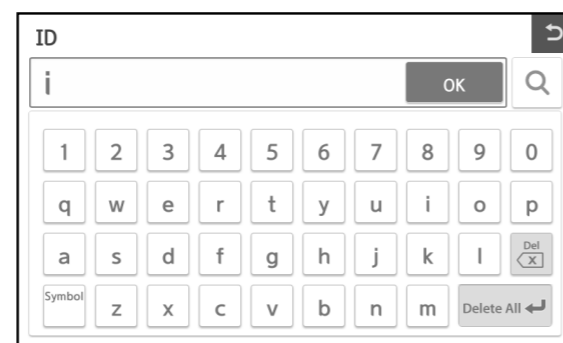 ID
i OK
1 2 3 4 5 6 7 8 9 0
q w e r t y u i o p
a s d f g h j k l Del
Symbol z x c v b n m Delete All